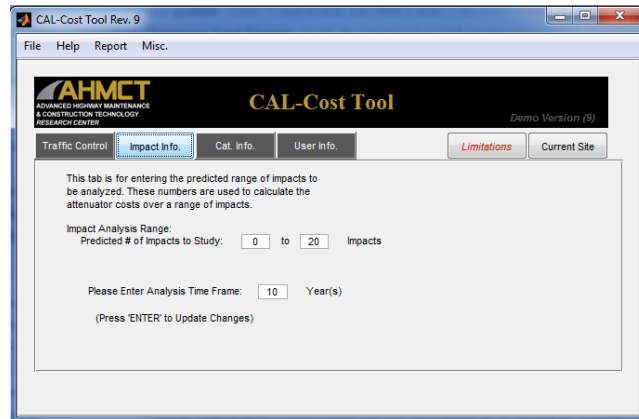 CAL-Cost Tool Rev. 9
File Help Report Misc.
AHMCT
ADVANCED HIGHWAY MAINTENANCE
& CONSTRUCTION TECHNOLOGY
RESEARCH CENTER
CAL-Cost Tool
Demo Version (9)
Traffic Control Impact Info. Cat. Info. User Info. Limitations Current Site
This tab is for entering the predicted range of impacts to
be analyzed. These numbers are used to calculate the
attenuator costs over a range of impacts.
Impact Analysis Range:
Predicted # of Impacts to Study: 0 to 20 Impacts
Please Enter Analysis Time Frame: 10 Year(s)
(Press 'ENTER' to Update Changes)